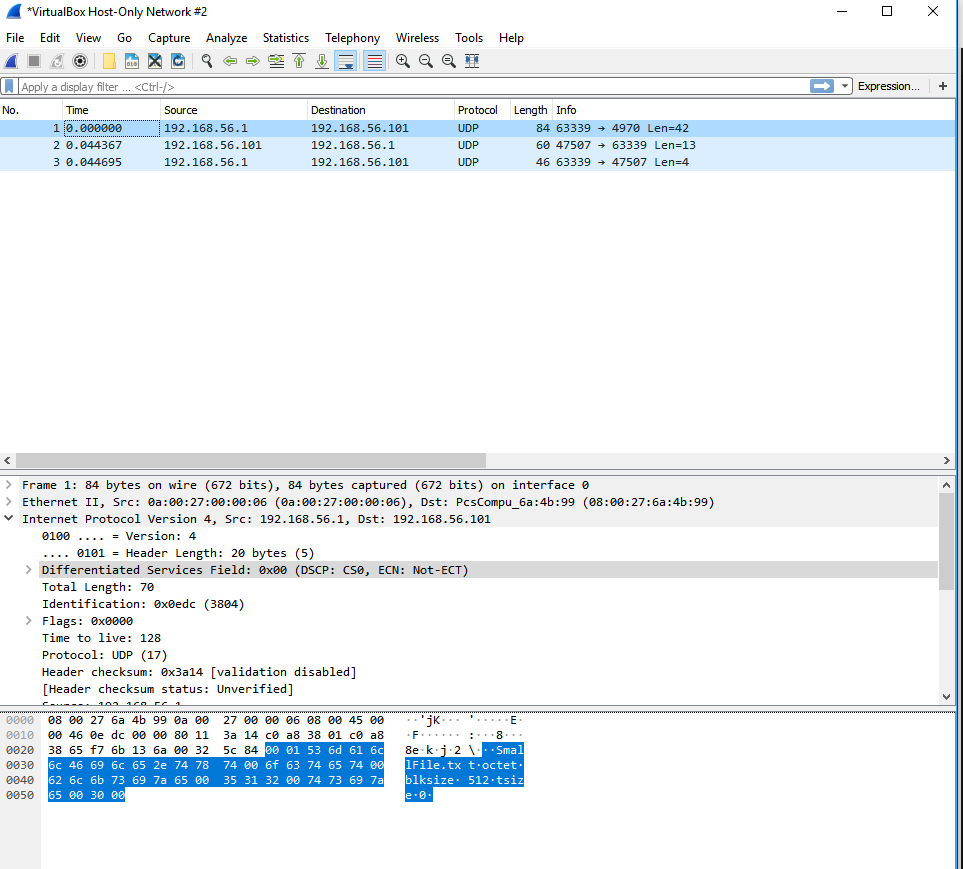 *VirtualBox Host-Only Network #2
File Edit View Go Capture Analyze Statistics Telephony Wireless Tools Help
Apply a display filter ... <Ctrl-/> Expression... +
No. Time Source Destination Protocol Length Info
1 0.000000 192.168.56.1 192.168.56.101 UDP 84 63339 → 4970 Len=42
2 0.044367 192.168.56.101 192.168.56.1 UDP 60 47507 → 63339 Len=13
3 0.044695 192.168.56.1 192.168.56.101 UDP 46 63339 → 47507 Len=4
Frame 1: 84 bytes on wire (672 bits), 84 bytes captured (672 bits) on interface 0
Ethernet II, Src: 0a:00:27:00:00:06 (0a:00:27:00:00:06), Dst: PcsCompu_6a:4b:99 (08:00:27:6a:4b:99)
Internet Protocol Version 4, Src: 192.168.56.1, Dst: 192.168.56.101
0100 .... = Version: 4
.... 0101 = Header Length: 20 bytes (5)
Differentiated Services Field: 0x00 (DSCP: CS0, ECN: Not-ECT)
Total Length: 70
Identification: 0x0edc (3804)
Flags: 0x0000
Time to live: 128
Protocol: UDP (17)
Header checksum: 0x3a14 [validation disabled]
[Header checksum status: Unverified]
Source: 192.168.56.1
0000 08 00 27 6a 4b 99 0a 00 27 00 00 06 08 00 45 00 ··'jK··· '·····E·
0010 00 46 0e dc 00 00 80 11 3a 14 c0 a8 38 01 c0 a8 ·F······ :···8···
0020 38 65 f7 6b 13 6a 00 32 5c 84 00 01 53 6d 61 6c 8e·k·j·2 \···Smal
0030 6c 46 69 6c 65 2e 74 78 74 00 6f 63 74 65 74 00 lFile.tx t·octet·
0040 62 6c 6b 73 69 7a 65 00 35 31 32 00 74 73 69 7a blksize· 512·tsiz
0050 65 00 30 00 e·0·